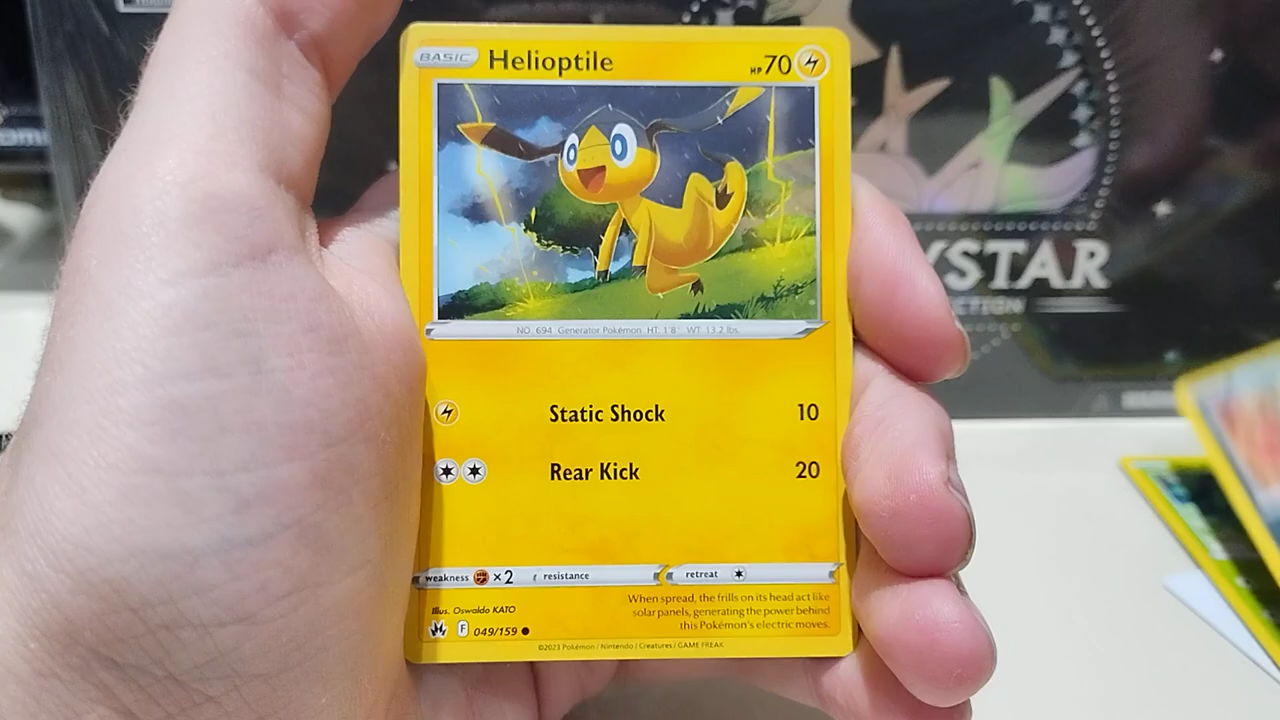 BASIC Helioptile HP 70
NO. 694 Generator Pokémon HT: 1'8" WT: 13.2 lbs.
Static Shock 10
Rear Kick 20
weakness ×2 resistance retreat
Illus. Oswaldo KATO
When spread, the frills on its head act like
solar panels, generating the power behind
this Pokémon's electric moves.
F 049/159
©2023 Pokémon / Nintendo / Creatures / GAME FREAK